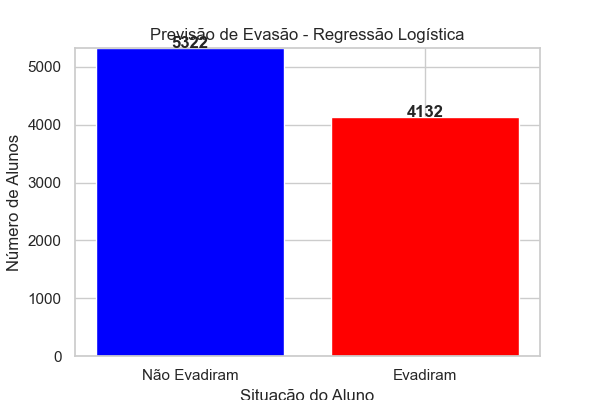 Previsão de Evasão - Regressão Logística
5322
4132
5000
4000
3000
2000
1000
0
Número de Alunos
Não Evadiram
Evadiram
Situação do Aluno